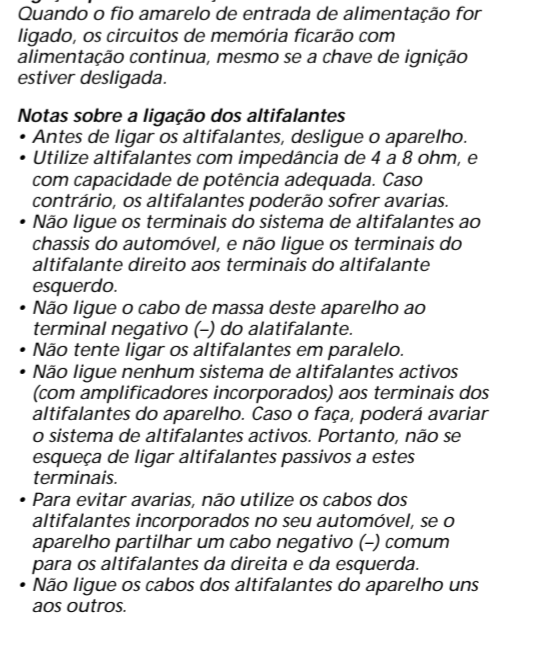 Quando o fio amarelo de entrada de alimentação for
ligado, os circuitos de memória ficarão com
alimentação continua, mesmo se a chave de ignição
estiver desligada.
Notas sobre a ligação dos altifalantes
• Antes de ligar os altifalantes, desligue o aparelho.
• Utilize altifalantes com impedância de 4 a 8 ohm, e
com capacidade de potência adequada. Caso
contrário, os altifalantes poderão sofrer avarias.
• Não ligue os terminais do sistema de altifalantes ao
chassis do automóvel, e não ligue os terminais do
altifalante direito aos terminais do altifalante
esquerdo.
• Não ligue o cabo de massa deste aparelho ao
terminal negativo (–) do alatifalante.
• Não tente ligar os altifalantes em paralelo.
• Não ligue nenhum sistema de altifalantes activos
(com amplificadores incorporados) aos terminais dos
altifalantes do aparelho. Caso o faça, poderá avariar
o sistema de altifalantes activos. Portanto, não se
esqueça de ligar altifalantes passivos a estes
terminais.
• Para evitar avarias, não utilize os cabos dos
altifalantes incorporados no seu automóvel, se o
aparelho partilhar um cabo negativo (–) comum
para os altifalantes da direita e da esquerda.
• Não ligue os cabos dos altifalantes do aparelho uns
aos outros.